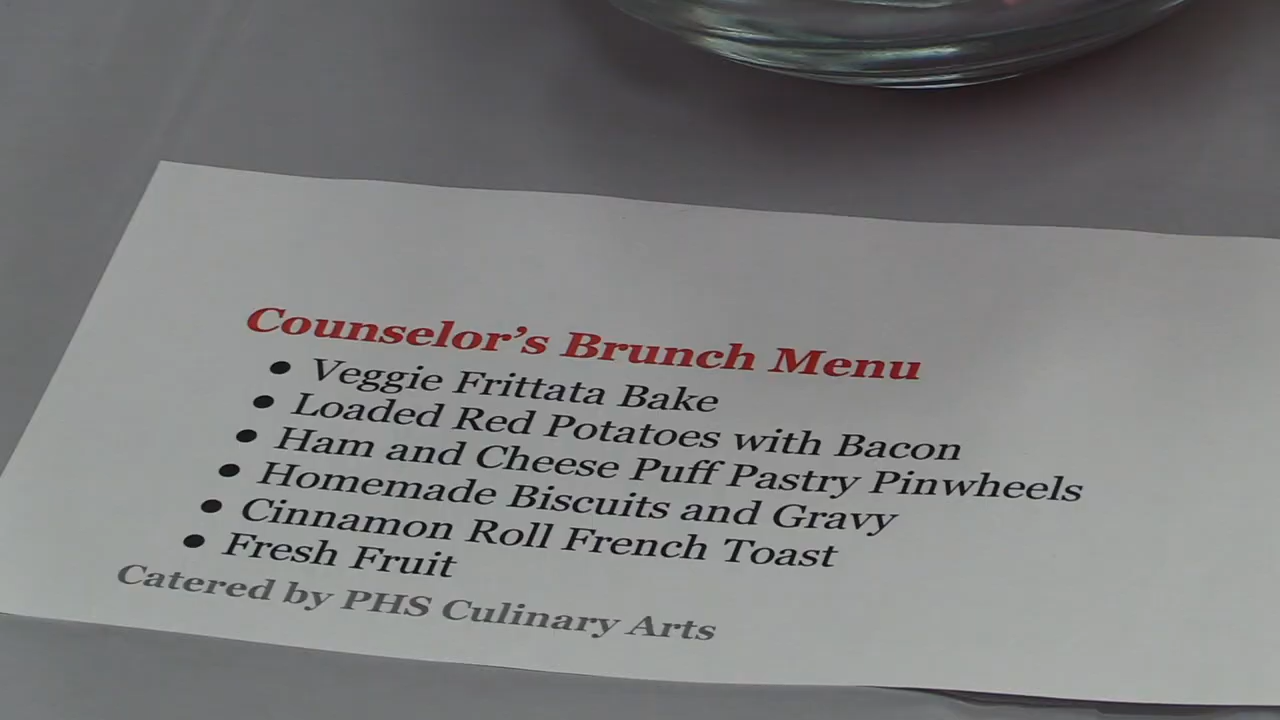 Counselor’s Brunch Menu
● Veggie Frittata Bake
● Loaded Red Potatoes with Bacon
● Ham and Cheese Puff Pastry Pinwheels
● Homemade Biscuits and Gravy
● Cinnamon Roll French Toast
● Fresh Fruit
Catered by PHS Culinary Arts